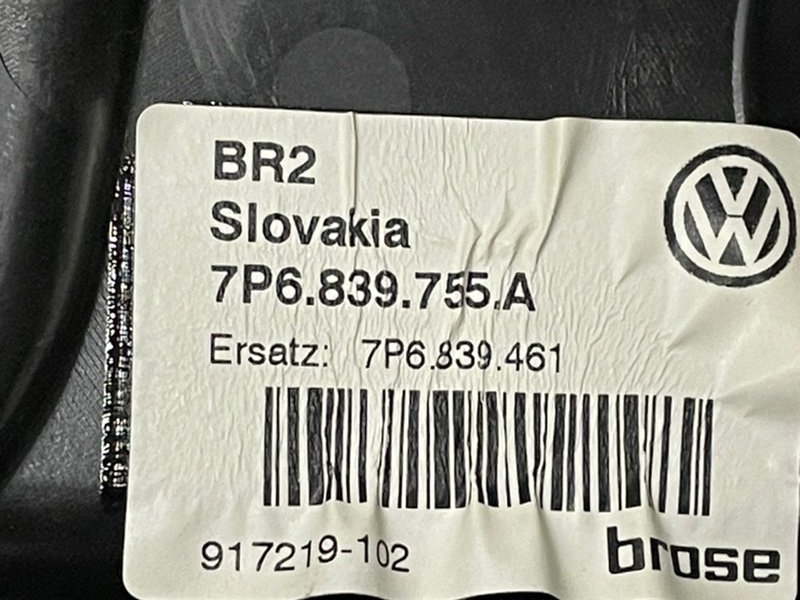 BR2
Slovakia
7P6.839.755.A
Ersatz: 7P6.839.461
917219-102
brose